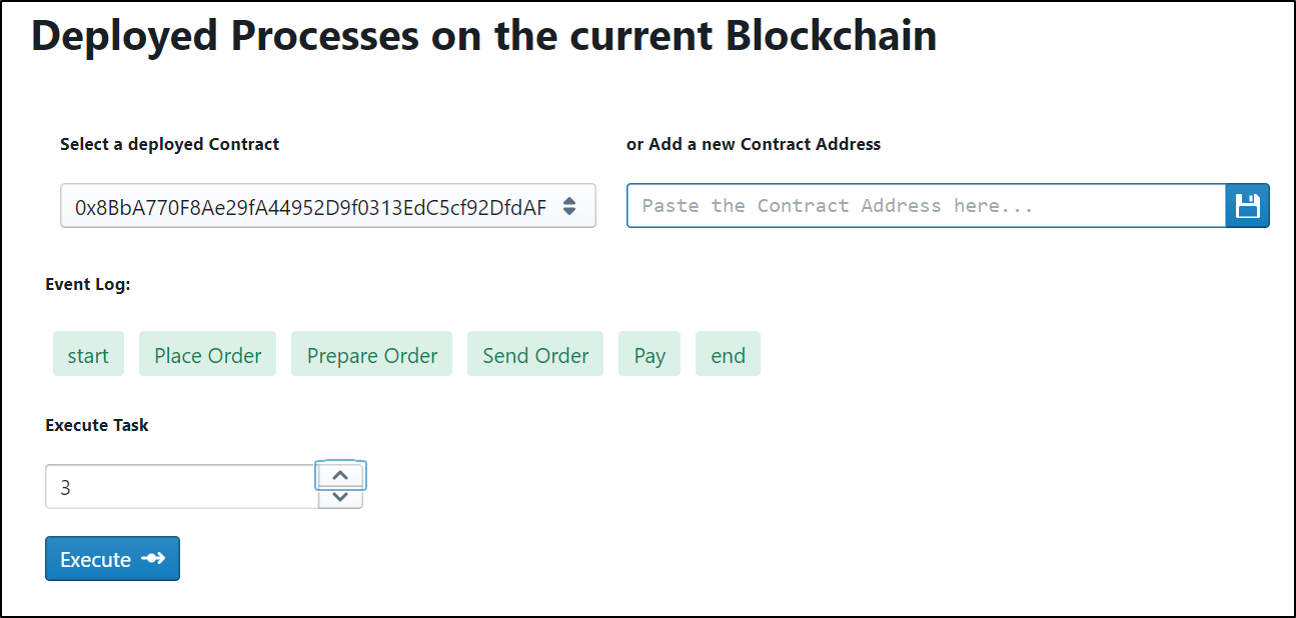 Deployed Processes on the current Blockchain
Select a deployed Contract
or Add a new Contract Address
0x8BbA770F8Ae29fA44952D9f0313EdC5cf92DfdAF
Paste the Contract Address here...
Event Log:
start Place Order Prepare Order Send Order Pay end
Execute Task
3
Execute